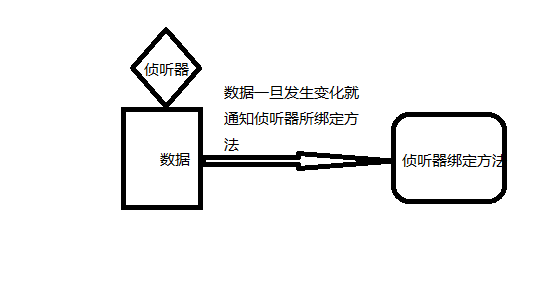 侦听器
数据一旦发生变化就
通知侦听器所绑定方
法
数据
侦听器绑定方法